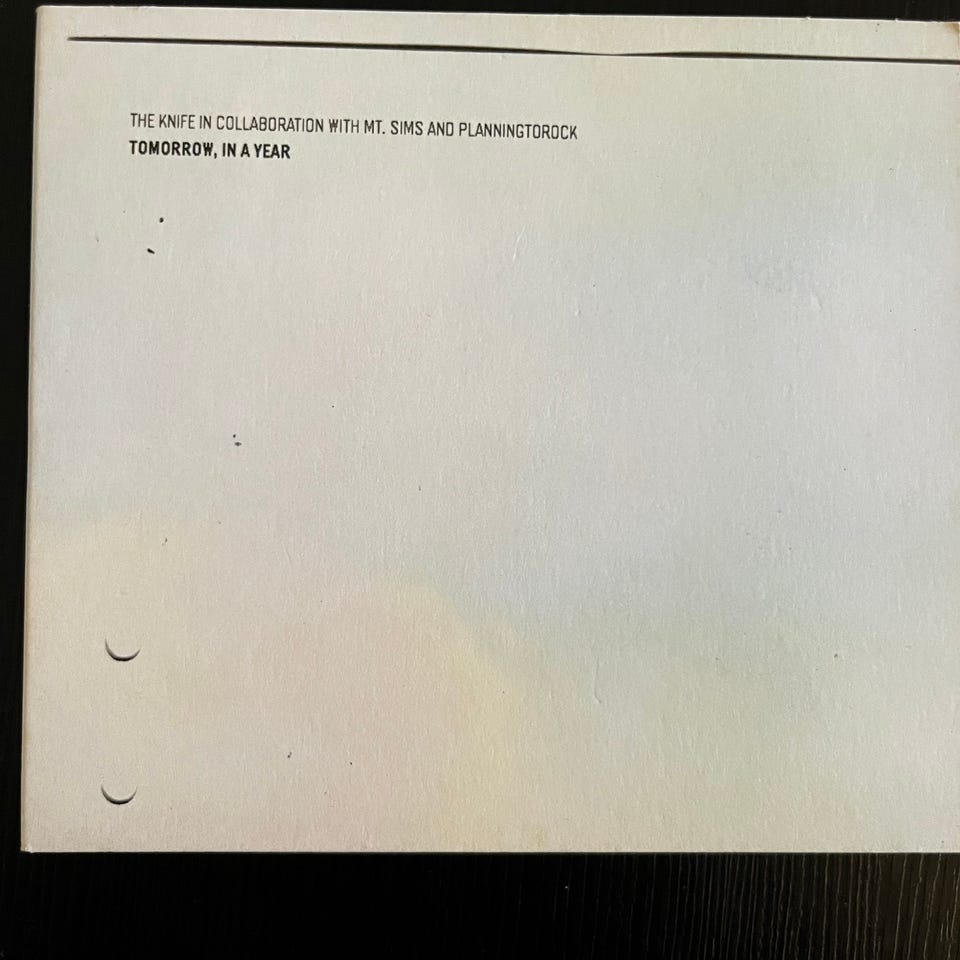 THE KNIFE IN COLLABORATION WITH MT. SIMS AND PLANNINGTOROCK
TOMORROW, IN A YEAR